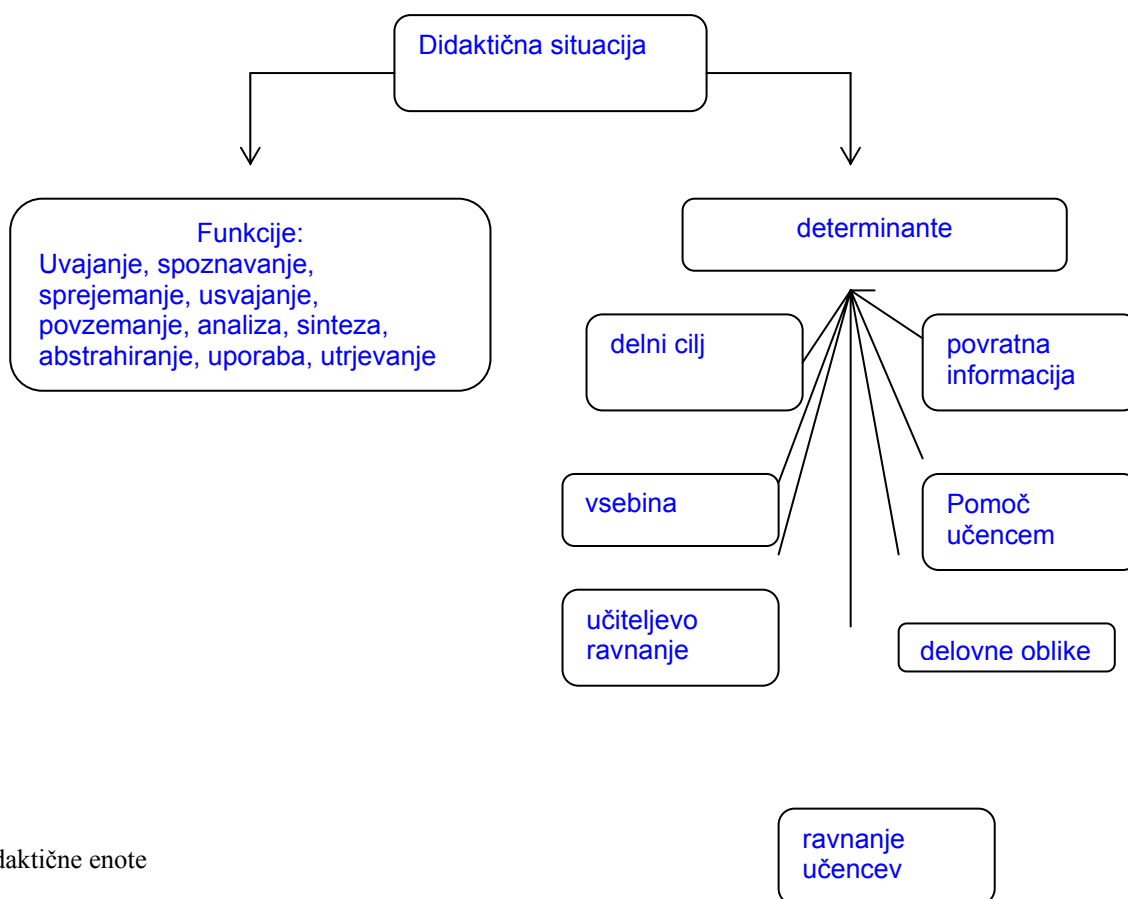 Didaktična situacija
Funkcije:
Uvajanje, spoznavanje,
sprejemanje, usvajanje,
povzemanje, analiza, sinteza,
abstrahiranje, uporaba, utrjevanje
determinante
delni cilj
povratna
informacija
vsebina
Pomoč
učencem
učiteljevo
ravnanje
delovne oblike
ravnanje
učencev
daktične enote